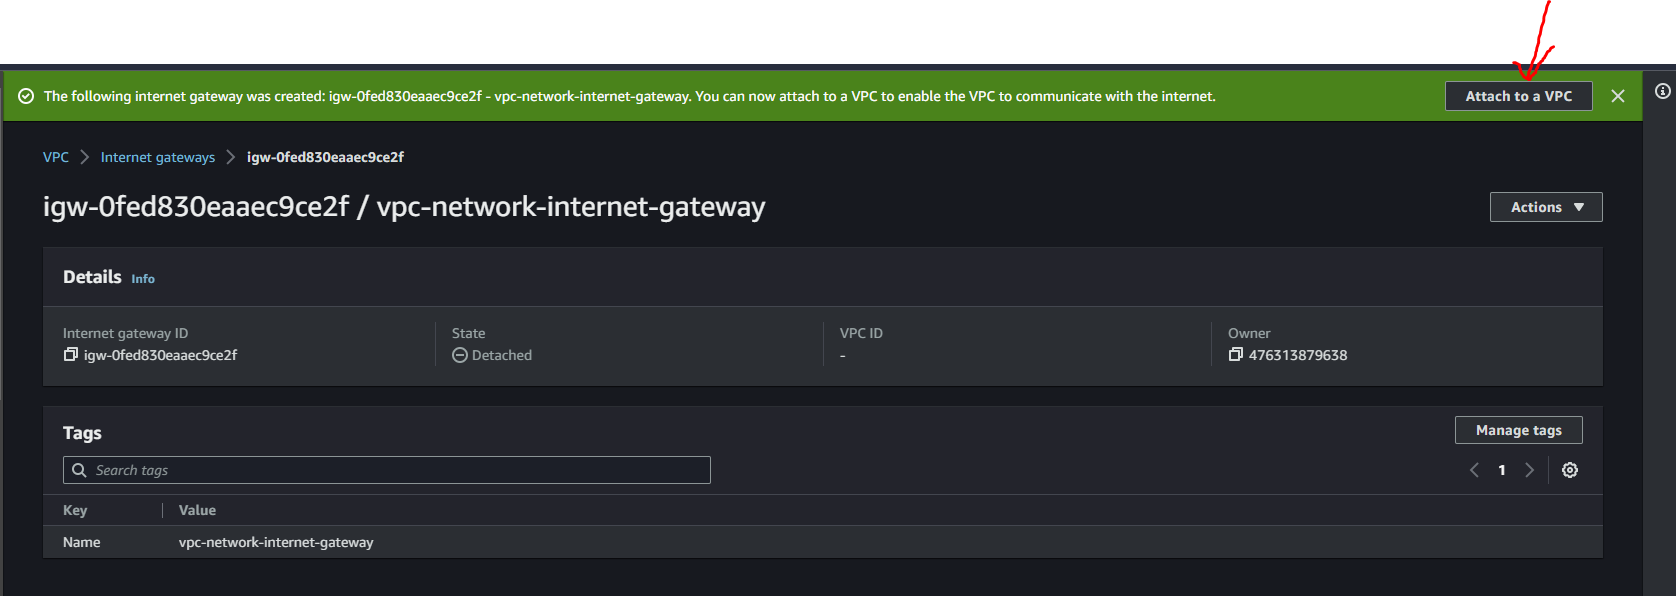 The following internet gateway was created: igw-0fed830eaaec9ce2f - vpc-network-internet-gateway. You can now attach to a VPC to enable the VPC to communicate with the internet.
Attach to a VPC
VPC
Internet gateways
igw-0fed830eaaec9ce2f
igw-0fed830eaaec9ce2f / vpc-network-internet-gateway
Actions
Details Info
Internet gateway ID
igw-0fed830eaaec9ce2f
State
Detached
VPC ID
-
Owner
476313879638
Tags
Manage tags
Search tags
1
Key Value
Name vpc-network-internet-gateway